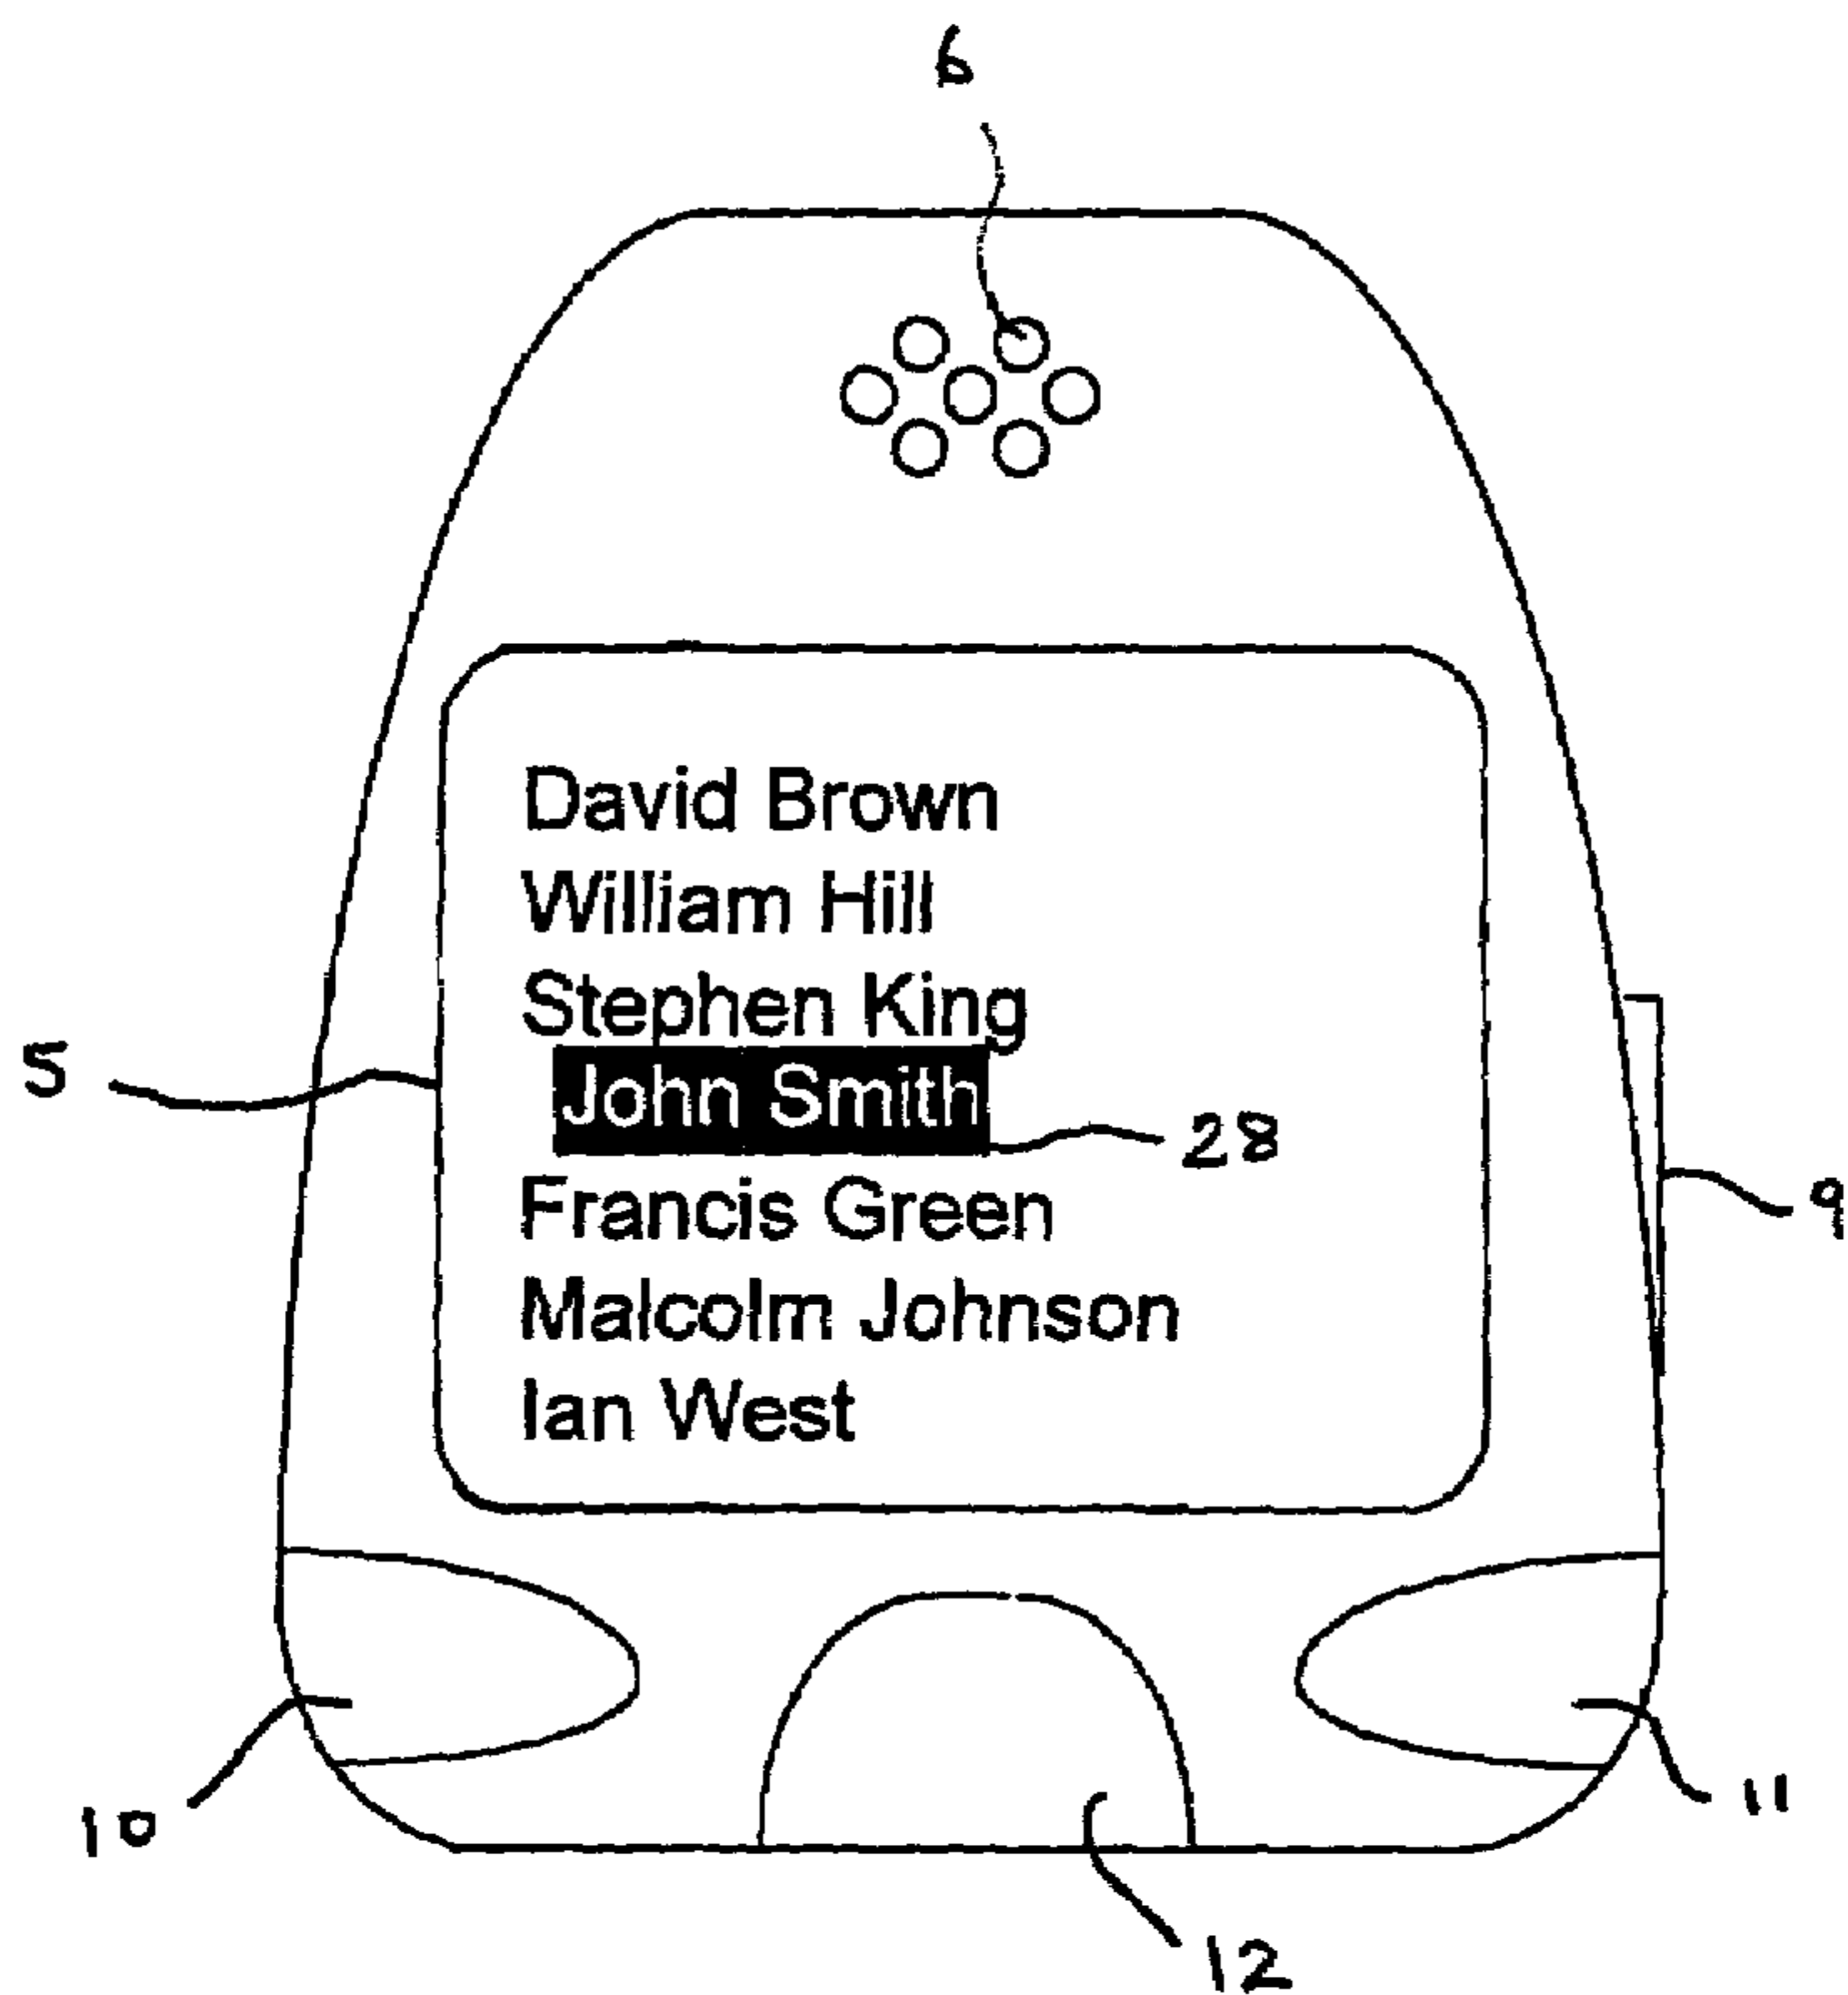 6
David Brown
William Hill
Stephen King
John Smith
Francis Green
Malcolm Johnson
Ian West
5
28
9
10
11
12